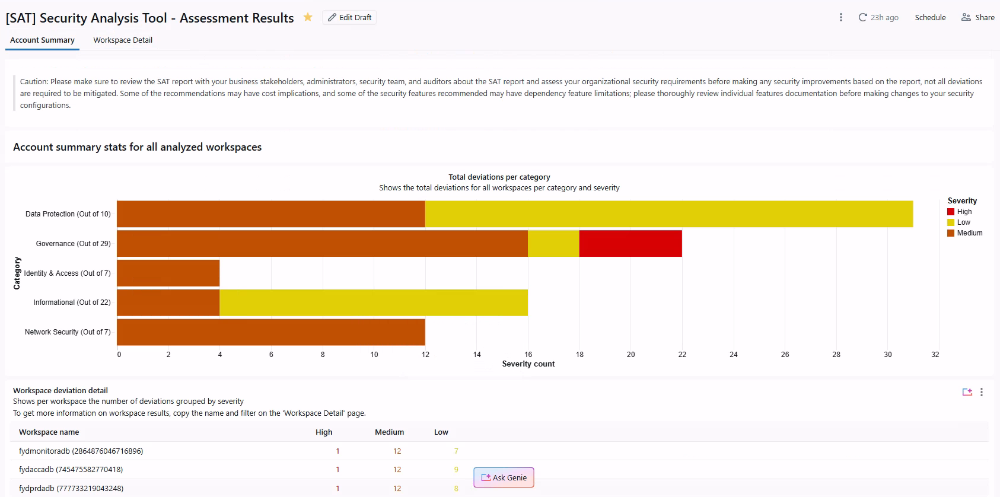 [SAT] Security Analysis Tool - Assessment Results
Edit Draft
23h ago
Schedule
Share
Account Summary
Workspace Detail
Caution: Please make sure to review the SAT report with your business stakeholders, administrators, security team, and auditors about the SAT report and assess your organizational security requirements before making any security improvements based on the report, not all deviations
are required to be mitigated. Some of the recommendations may have cost implications, and some of the security features recommended may have dependency feature limitations; please thoroughly review individual features documentation before making changes to your security
configurations.
Account summary stats for all analyzed workspaces
Total deviations per category
Shows the total deviations for all workspaces per category and severity
Category
Data Protection (Out of 10)
Governance (Out of 29)
Identity & Access (Out of 7)
Informational (Out of 22)
Network Security (Out of 7)
0 2 4 6 8 10 12 14 16 18 20 22 24 26 28 30 32
Severity count
Severity
High
Low
Medium
Workspace deviation detail
Shows per workspace the number of deviations grouped by severity
To get more information on workspace results, copy the name and filter on the 'Workspace Detail' page.
Workspace name High Medium Low
fydmonitoradb (2864876046716896) 1 12 7
fydaccadb (745475582770418) 1 12 9
fydprdadb (777733219043248) 1 12 8
Ask Genie